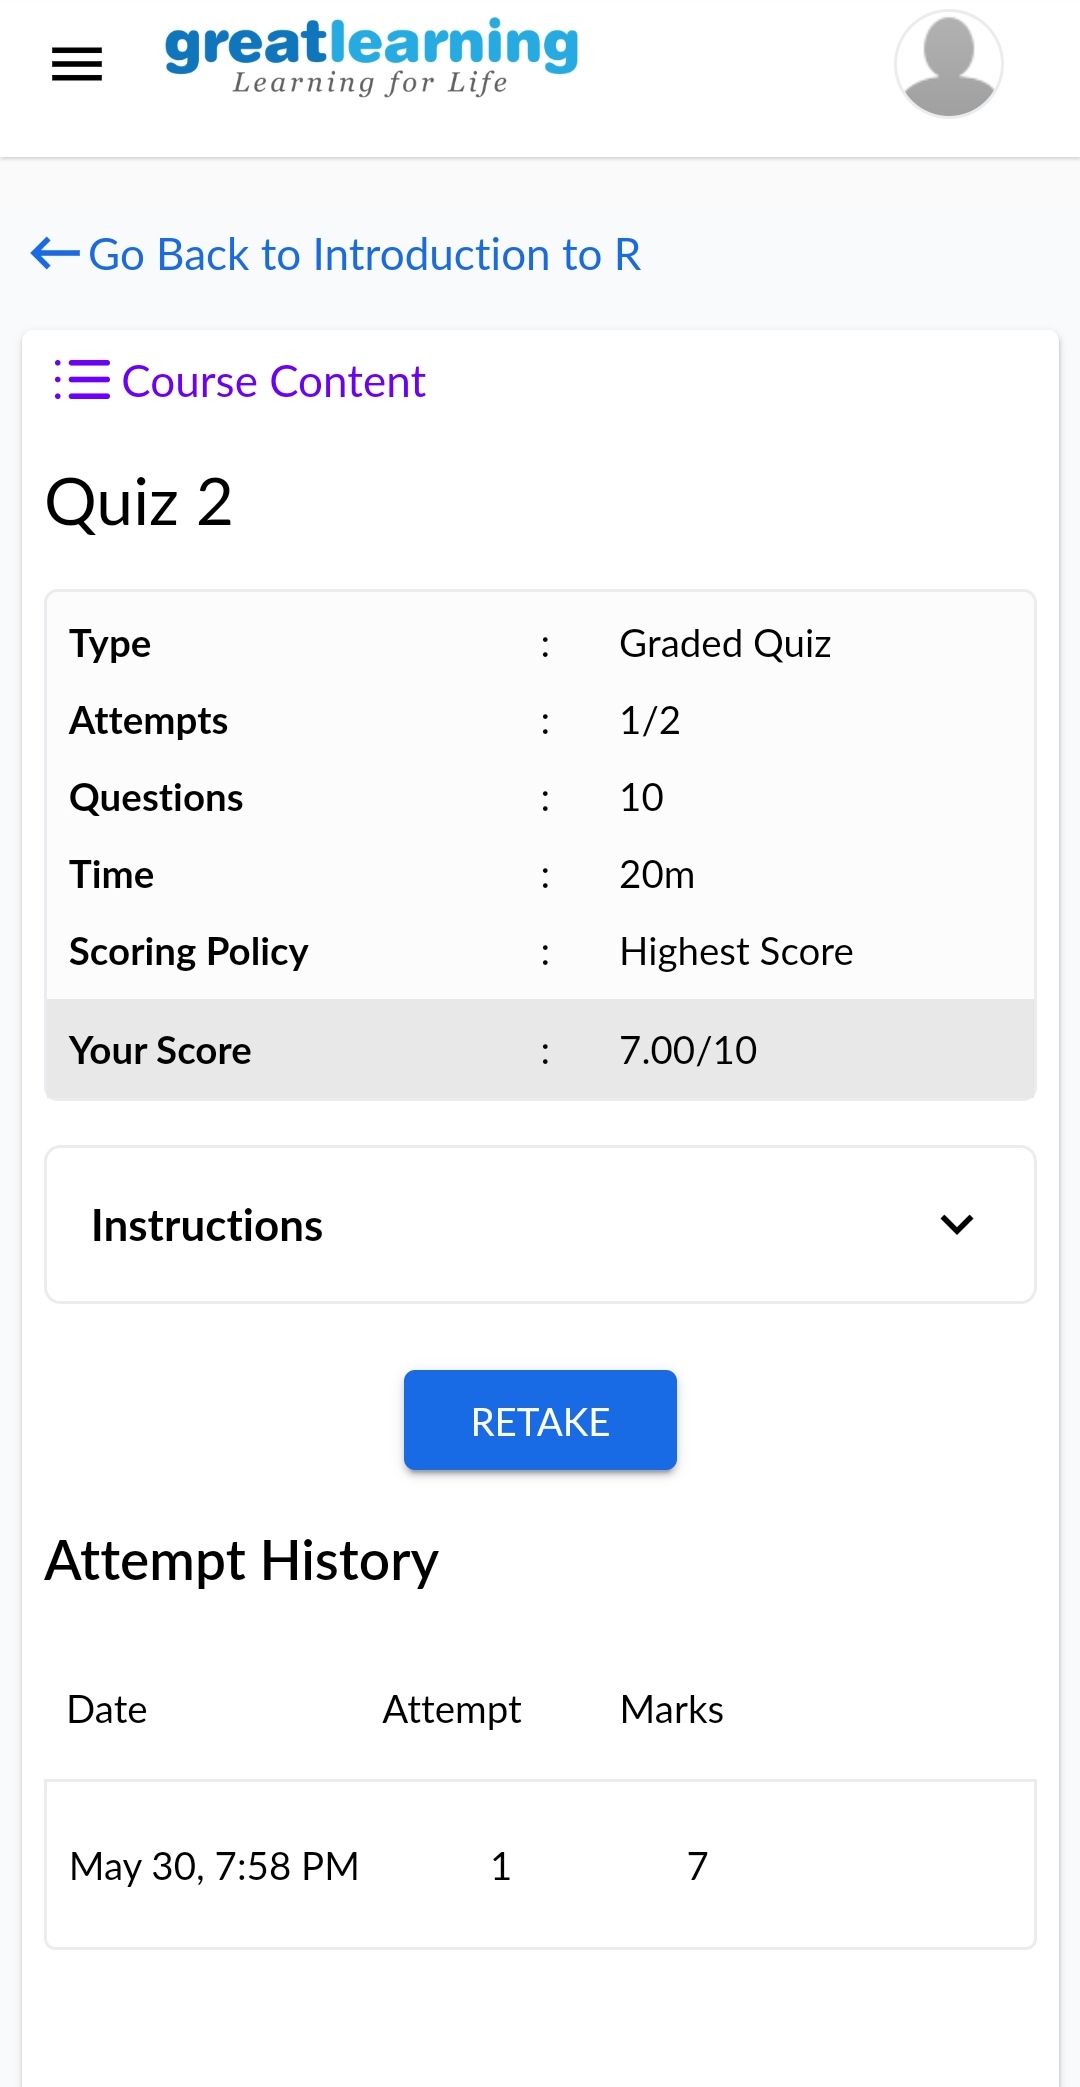 greatlearning
Learning for Life
Go Back to Introduction to R
Course Content
Quiz 2
Type : Graded Quiz
Attempts : 1/2
Questions : 10
Time : 20m
Scoring Policy : Highest Score
Your Score : 7.00/10
Instructions
RETAKE
Attempt History
Date Attempt Marks
May 30, 7:58 PM 1 7